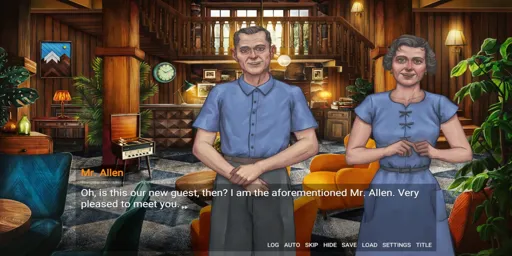 Mr. Allen
Oh, is this our new guest, then? I am the aforementioned Mr. Allen. Very
pleased to meet you.
LOG AUTO SKIP HIDE SAVE LOAD SETTINGS TITLE